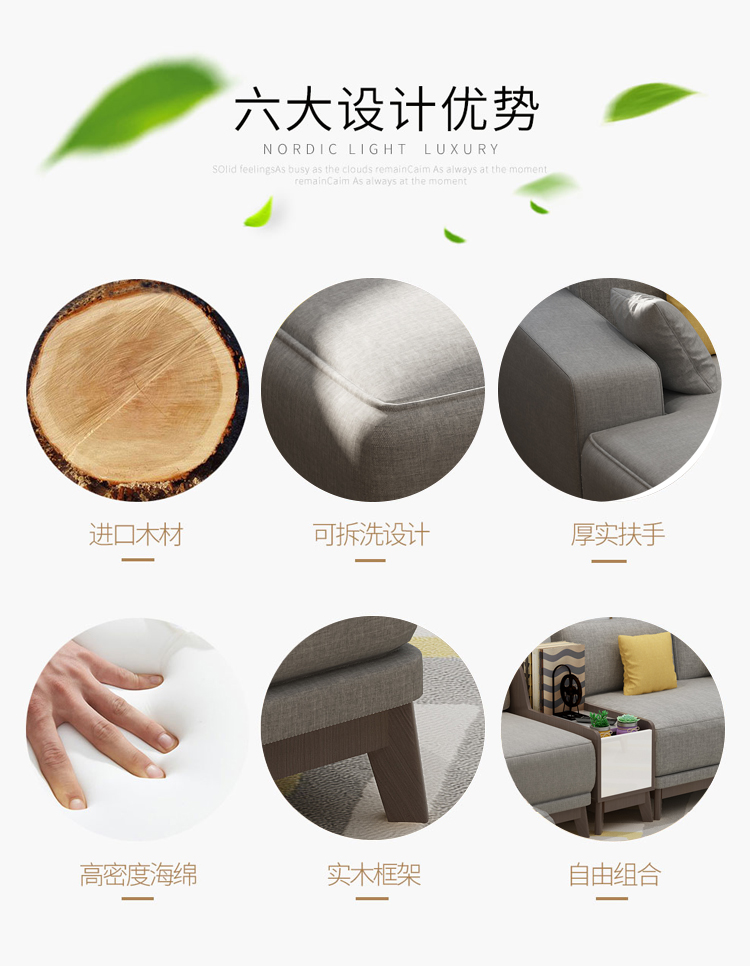 六大设计优势
NORDIC LIGHT LUXURY
SOlid feelingsAs busy as the clouds remainCaim As always at the moment
remainCaim As always at the moment
进口木材
可拆洗设计
厚实扶手
高密度海绵
实木框架
自由组合